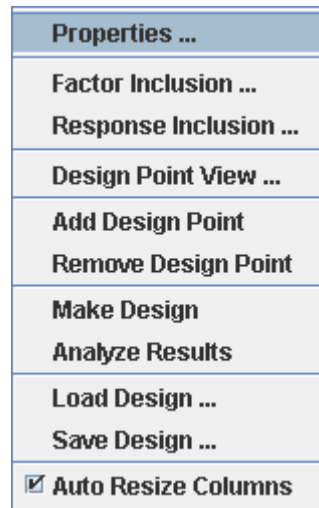 Properties ...
Factor Inclusion ...
Response Inclusion ...
Design Point View ...
Add Design Point
Remove Design Point
Make Design
Analyze Results
Load Design ...
Save Design ...
Auto Resize Columns